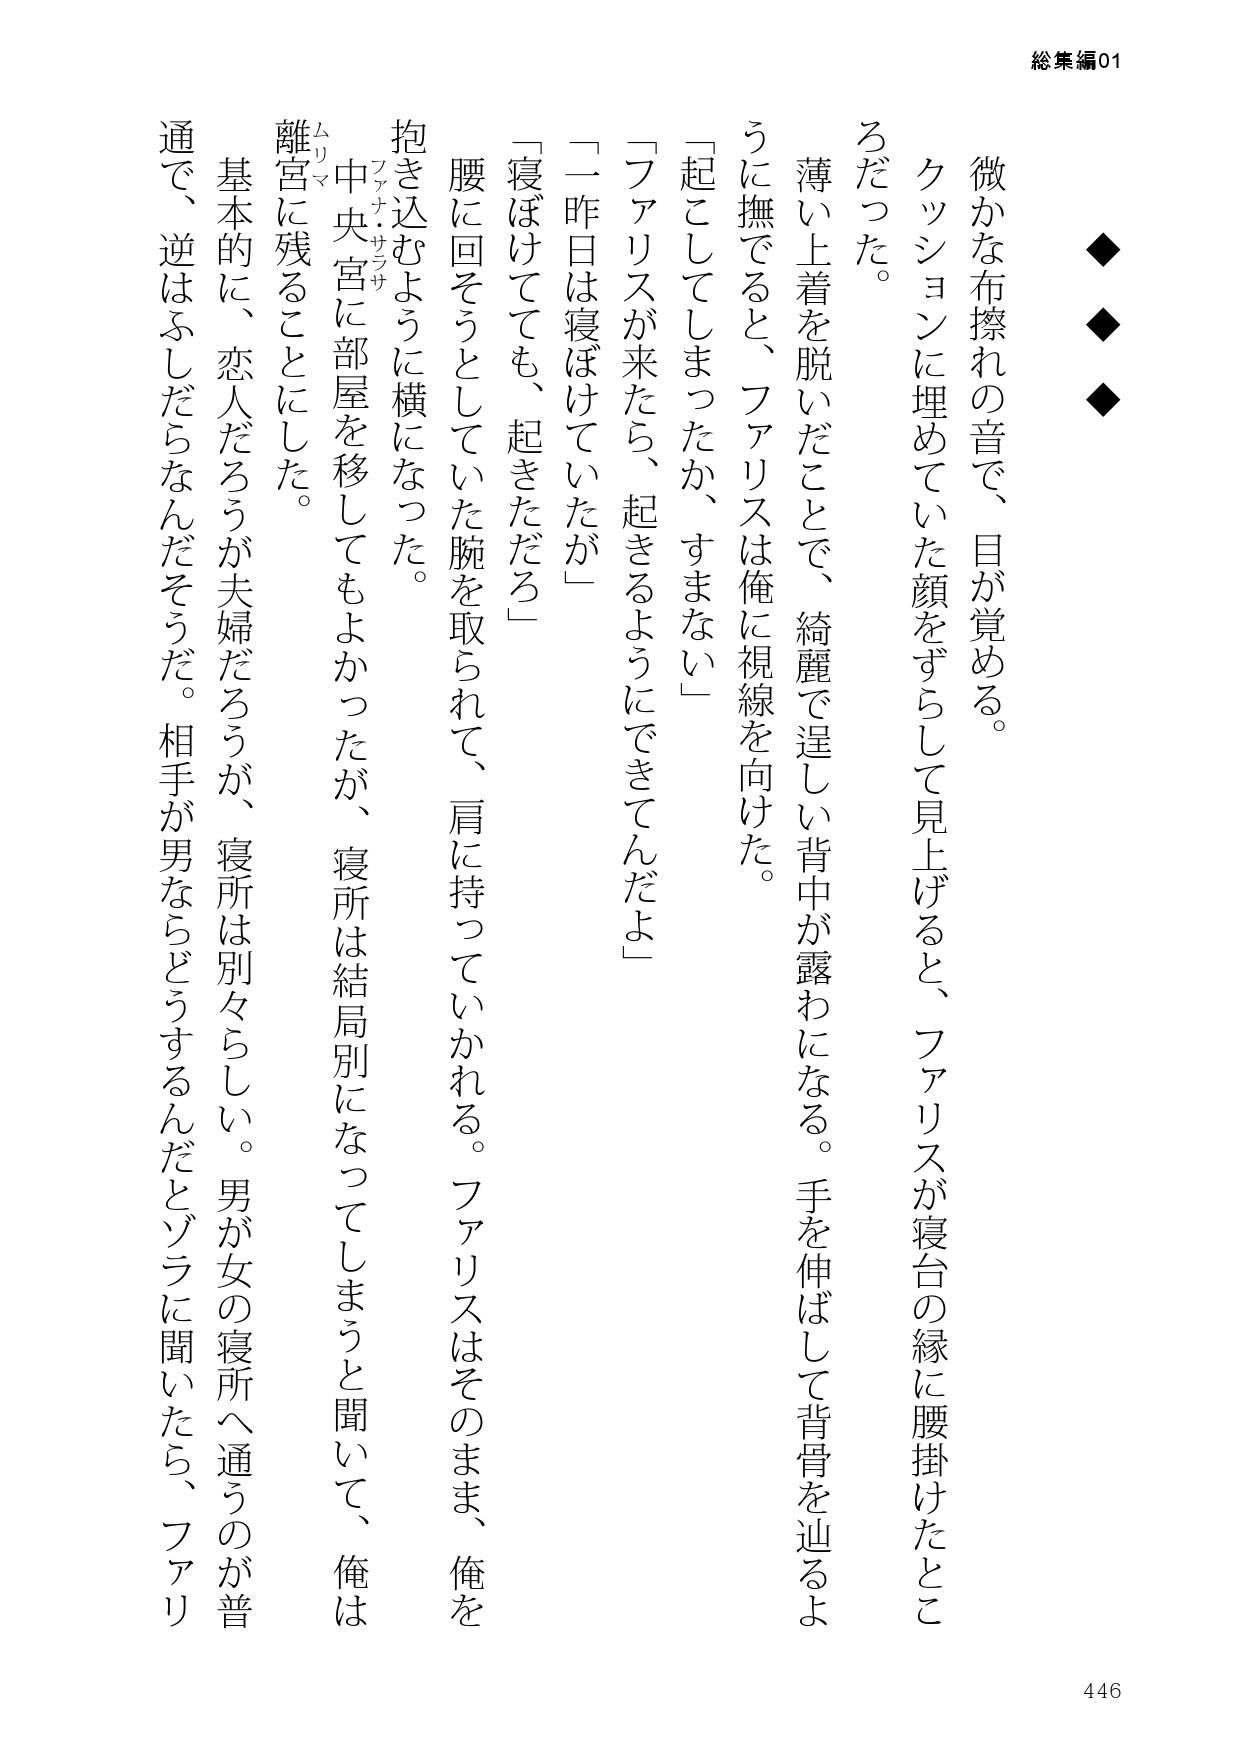 総集編01
◆ ◆ ◆
微かな布擦れの音で、目が覚める。
クッションに埋めていた顔をずらして見上げると、ファリスが寝台の縁に腰掛けたとこ
ろだった。
薄い上着を脱いだことで、綺麗で逞しい背中が露わになる。手を伸ばして背骨を辿るよ
うに撫でると、ファリスは俺に視線を向けた。
「起こしてしまったか、すまない」
「ファリスが来たら、起きるようにできてんだよ」
「一昨日は寝ぼけていたが」
「寝ぼけてても、起きただろ」
腰に回そうとしていた腕を取られて、肩に持っていかれる。ファリスはそのまま、俺を
抱き込むように横になった。
ファナ・サラサ
中央宮に部屋を移してもよかったが、寝所は結局別になってしまうと聞いて、俺は
ムリマ
離宮に残ることにした。
基本的に、恋人だろうが夫婦だろうが、寝所は別々らしい。男が女の寝所へ通うのが普
通で、逆はふしだらなんだそうだ。相手が男ならどうするんだとゾラに聞いたら、ファリ
446